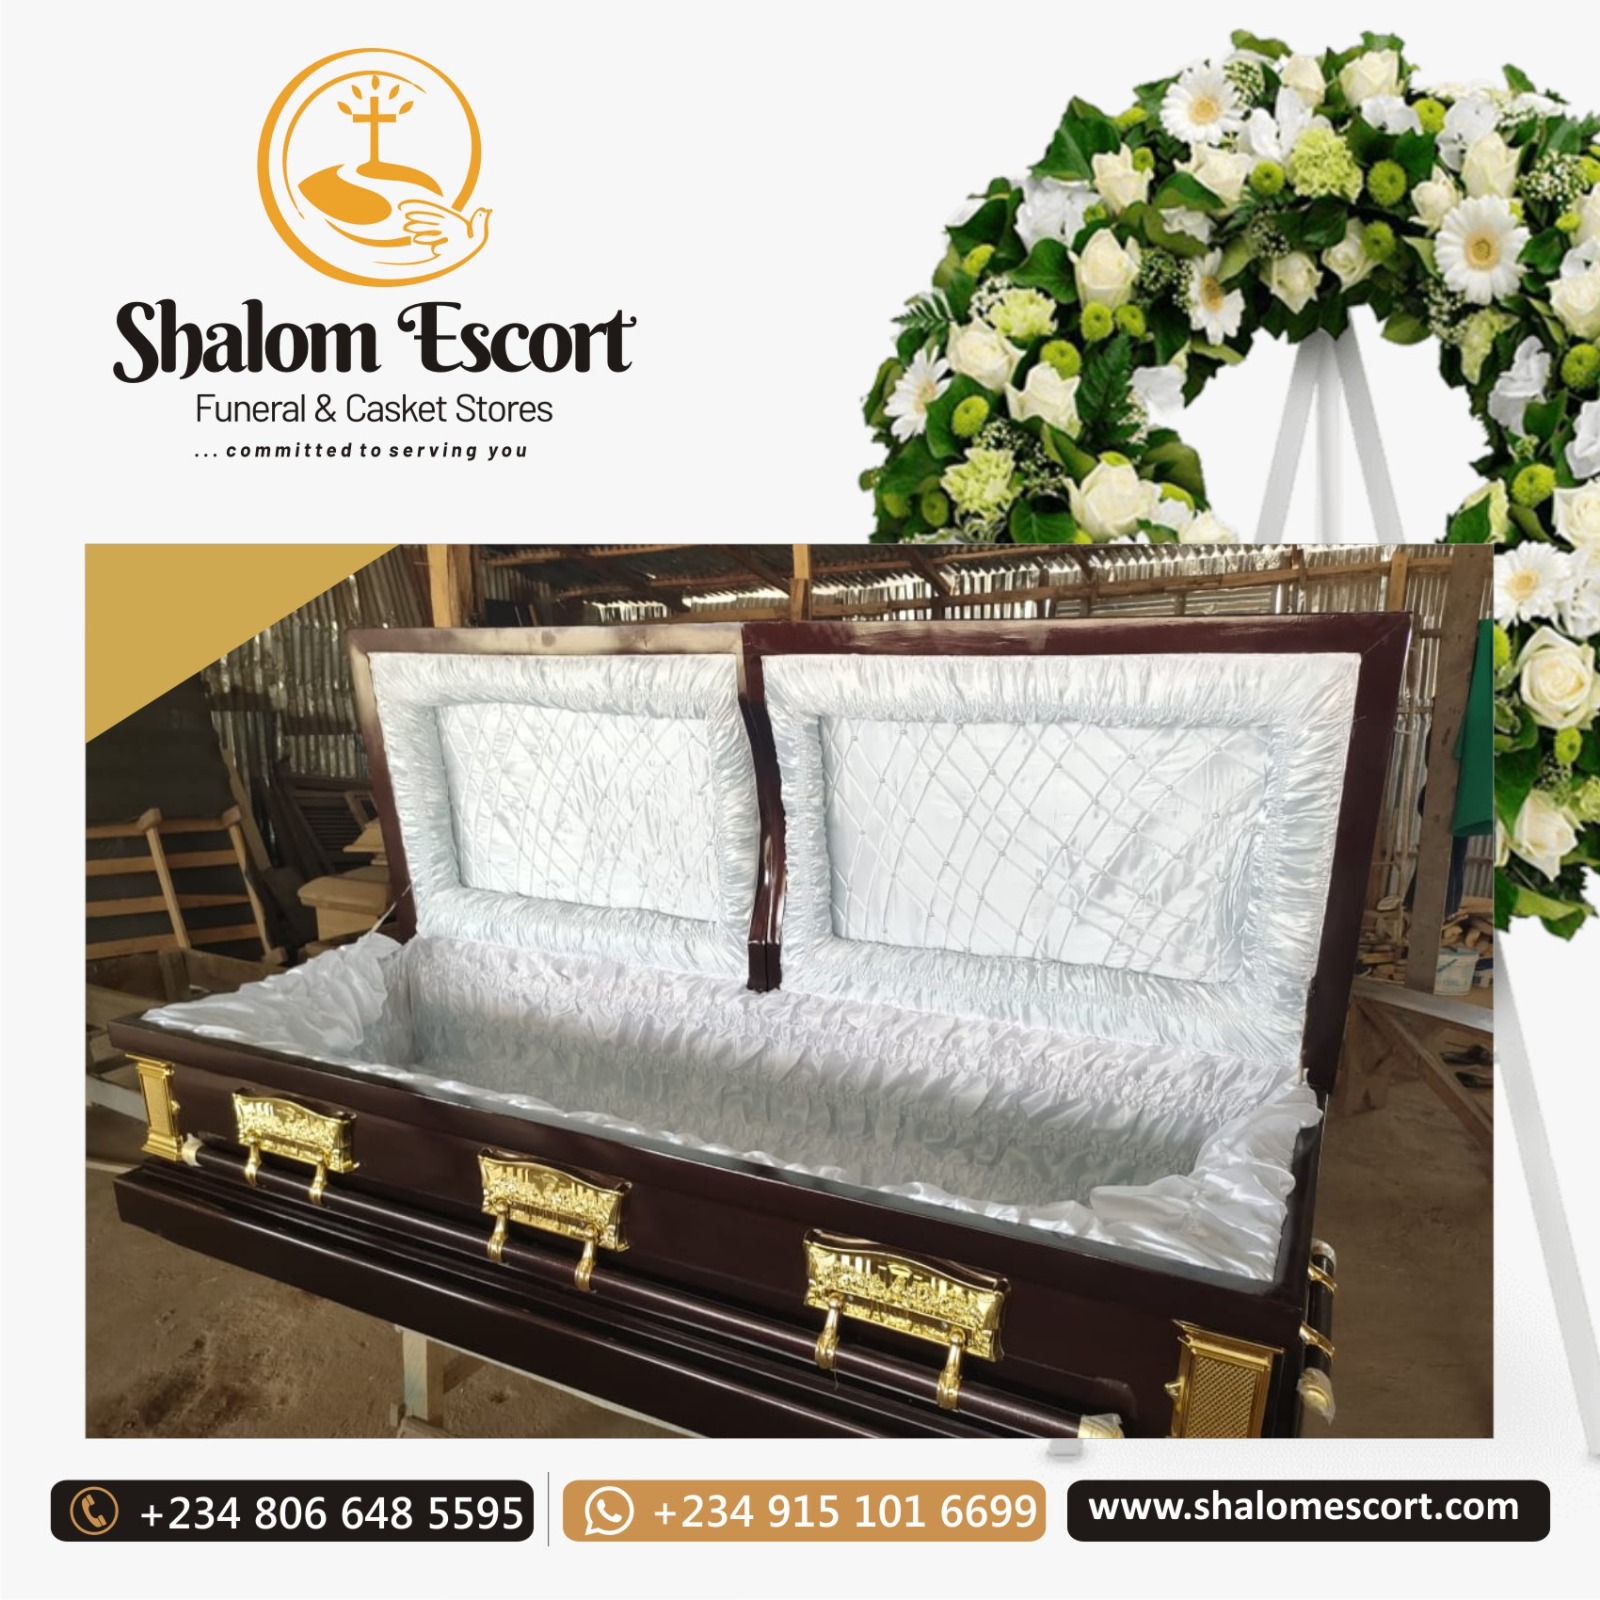 Shalom Escort
Funeral & Casket Stores
... committed to serving you
+234 806 648 5595
+234 915 101 6699
www.shalomescort.com